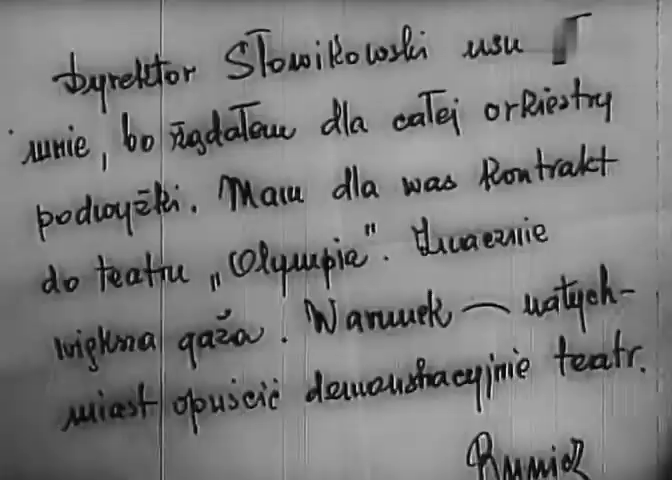 Dyrektor Słowikowski usu
mnie, bo żądałem dla całej orkiestry
podwyżki. Mam dla was kontrakt
do teatru „Olympia". Znacznie
większa gaża. Warunek — natych-
miast opuścić demonstracyjnie teatr.